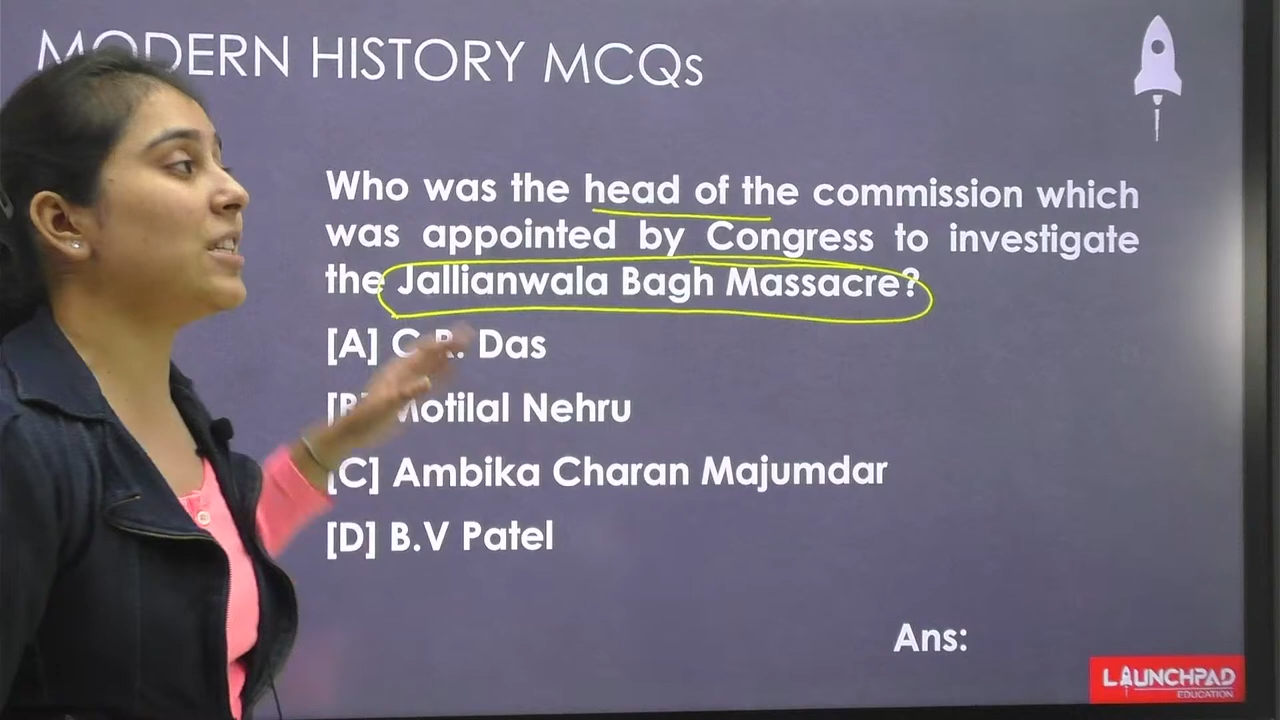 MODERN HISTORY MCQs
Who was the head of the commission which
was appointed by Congress to investigate
the Jallianwala Bagh Massacre?
[A] C.R. Das
[B] Motilal Nehru
[C] Ambika Charan Majumdar
[D] B.V Patel
Ans:
LAUNCHPAD
EDUCATION